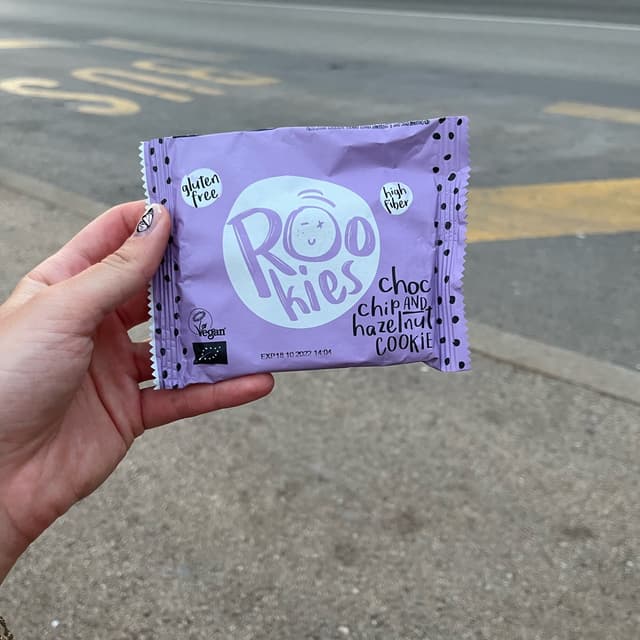 gluten
free
high
fiber
Roo
kies
choc
chip AND
hazelnut
COOKIE
Vegan
EXP18 10 2022 14:04
BUS